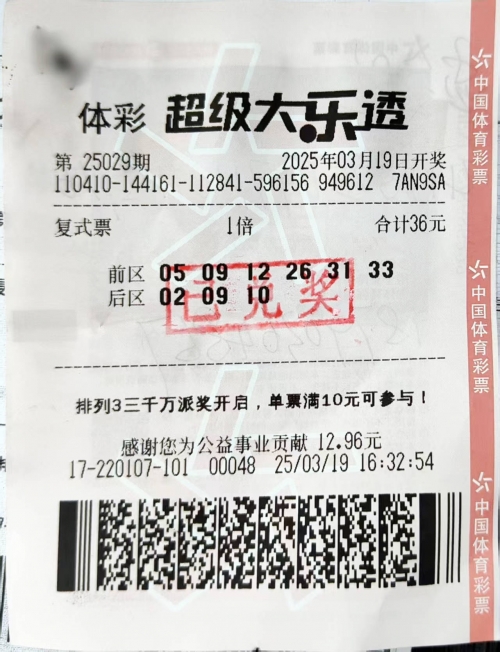 体彩 超级大乐透
第 25029期 2025年03月19日开奖
110410-144161-112841-596156 949612 7AN9SA
复式票 1倍 合计36元
前区 05 09 12 26 31 33
后区 02 09 10
已兑奖
排列3三千万派奖开启，单票满10元可参与！
感谢您为公益事业贡献 12.96元
17-220107-101 00048 25/03/19 16:32:54
中国体育彩票
中国体育彩票
中国体育彩票